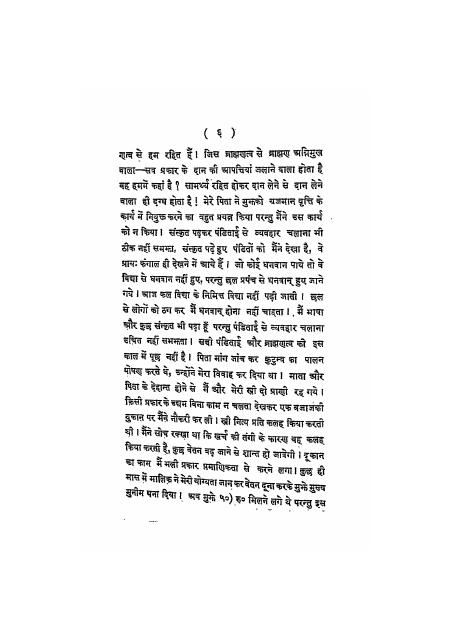 ( ६ )
णत्व से हम रहित हैं। जिस ब्राह्मणत्व से ब्राह्मण अग्निमुख
वाला—सब प्रकार के दान की आपत्तियां जलाने वाला होता है
वह हममें कहां है ? सामर्थ्य रहित होकर दान लेने से दान लेने
वाला ही दग्ध होता है ! मेरे पिता ने मुझको यजमान वृत्ति के
कार्य में नियुक्त करने का बहुत प्रयत्न किया परन्तु मैंने उस कार्य
को न किया। संस्कृत पढ़कर पंडिताई से व्यवहार चलाना भी
ठीक नहीं समझा, संस्कृत पढ़े हुए पंडितों को मैंने देखा है, वे
प्रायः कंगाल ही देखने में आये हैं। जो कोई धनवान पाये तो वे
विद्या से धनवान नहीं हुए, परन्तु छल प्रपंच से धनवान् हुए जाने
गये। आज कल विद्या के निमित्त विद्या नहीं पढ़ी जाती। छल
से लोगों को ठग कर मैं धनवान् होना नहीं चाहता। मैं भाषा
और कुछ संस्कृत भी पढ़ा हूँ परन्तु पंडिताई से व्यवहार चलाना
उचित नहीं समझता। सच्ची पंडिताई और ब्राह्मणत्व की इस
काल में पूछ नहीं है। पिता मांग जांच कर कुटुम्ब का पालन
पोषण करते थे, उन्होंने मेरा विवाह कर दिया था। माता और
पिता के देहान्त होने से मैं और मेरी स्त्री दो प्राणी रह गये।
किसी प्रकार के उद्यम बिना काम न चलता देखकर एक बजाजकी
दुकान पर मैंने नौकरी कर ली। स्त्री नित्य प्रति कलह किया करती
थी। मैंने सोच रक्खा था कि खर्च की तंगी के कारण वह कलह
किया करती है, कुछ वेतन बढ़ जाने से शान्त हो जावेगी। दूकान
का काम मैं भली प्रकार प्रमाणिकता से करने लगा। कुछ ही
मास में मालिक ने मेरी योग्यता जान कर वेतन दूना करके मुझे मुख्य
मुनीम बना दिया। अब मुझे ५०) रु० मिलने लगे थे परन्तु इस